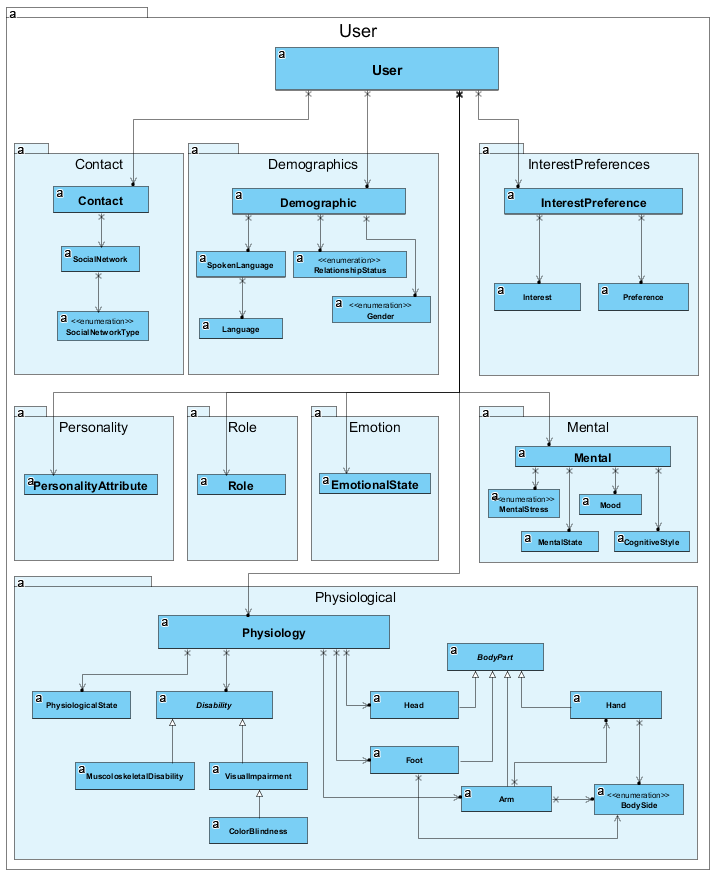 a
User
a
User
a
Contact
a
Contact
a
SocialNetwork
a
<<enumeration>>
SocialNetworkType
a
Demographics
a
Demographic
a
SpokenLanguage
a
<<enumeration>>
RelationshipStatus
a
<<enumeration>>
Gender
a
Language
a
InterestPreferences
a
InterestPreference
a
Interest
a
Preference
a
Personality
a
PersonalityAttribute
a
Role
a
Role
a
Emotion
a
EmotionalState
a
Mental
a
Mental
a
<<enumeration>>
MentalStress
a
Mood
a
MentalState
a
CognitiveStyle
a
Physiological
a
Physiology
a
BodyPart
a
PhysiologicalState
a
Disability
a
Head
a
Hand
a
Foot
a
MuscoloskeletalDisability
a
VisualImpairment
a
Arm
a
<<enumeration>>
BodySide
a
ColorBlindness